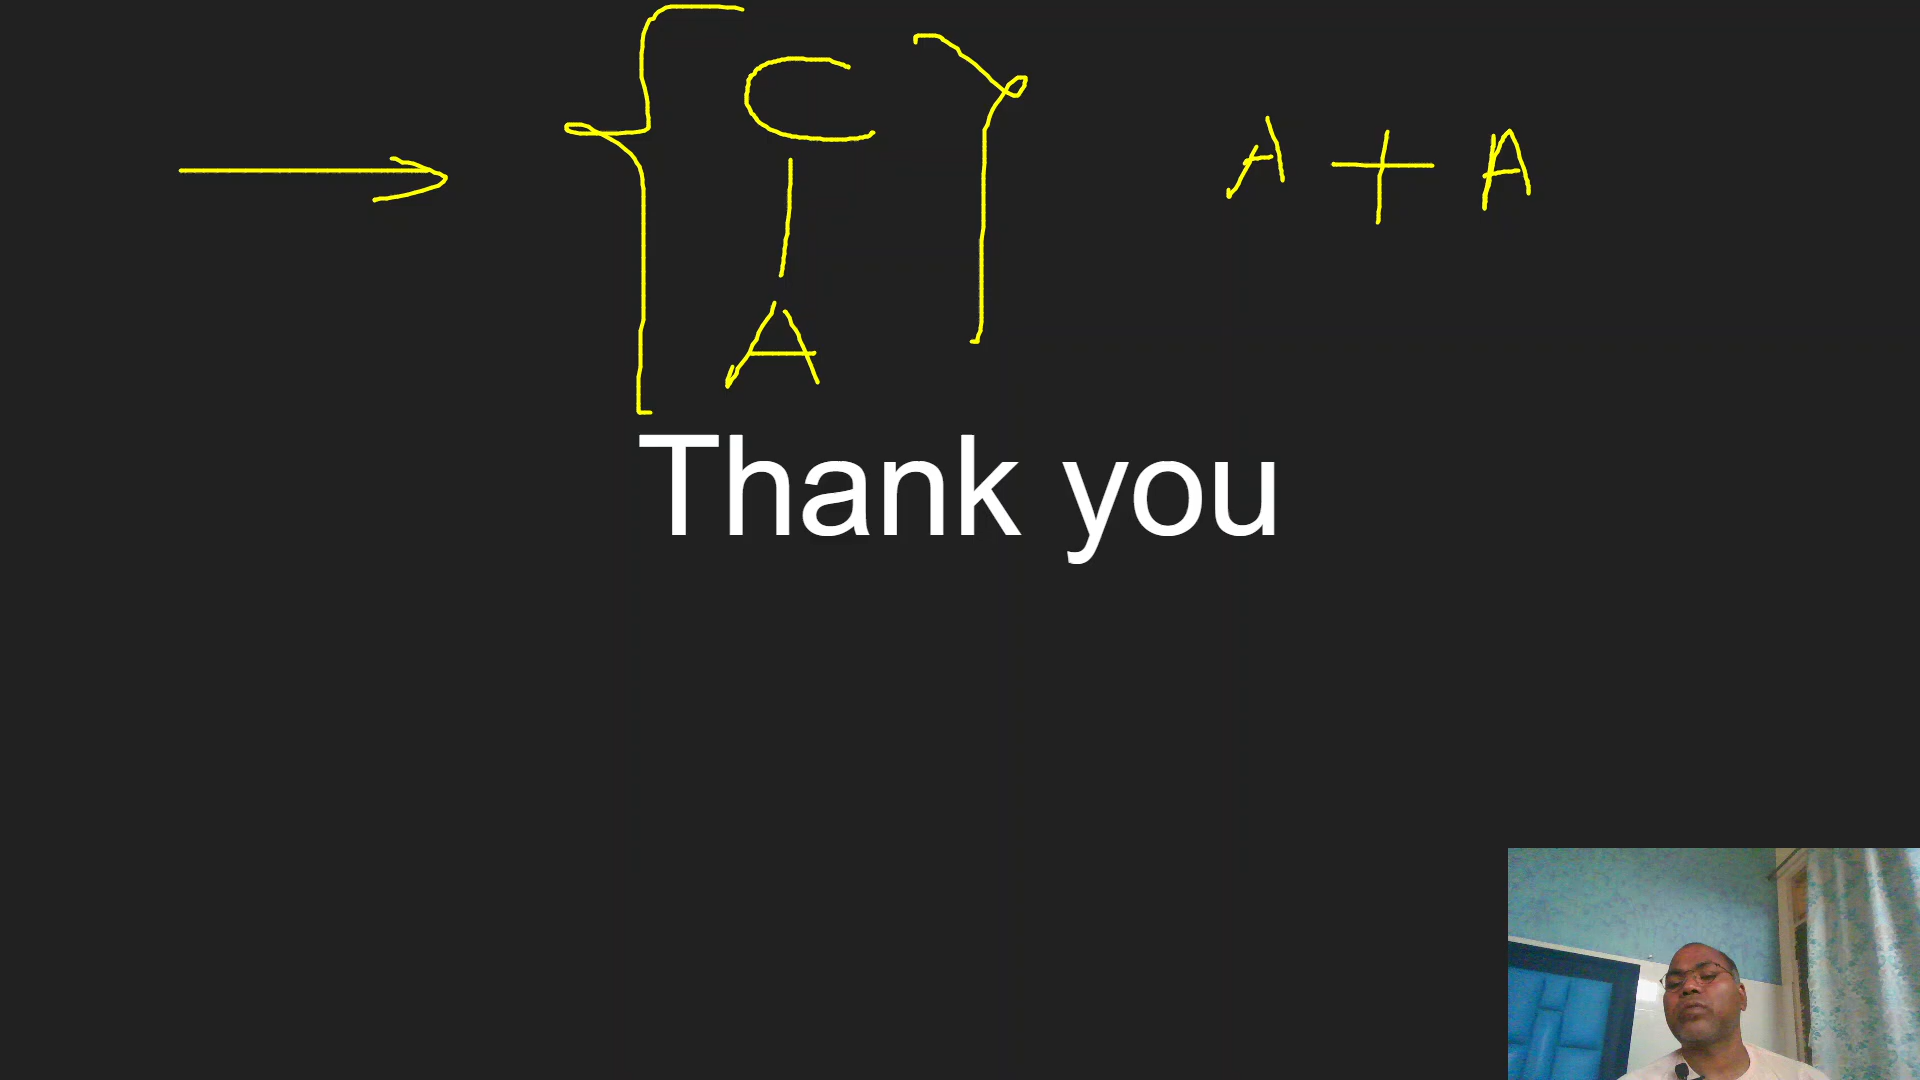 → { C } A + A
|
A
Thank you